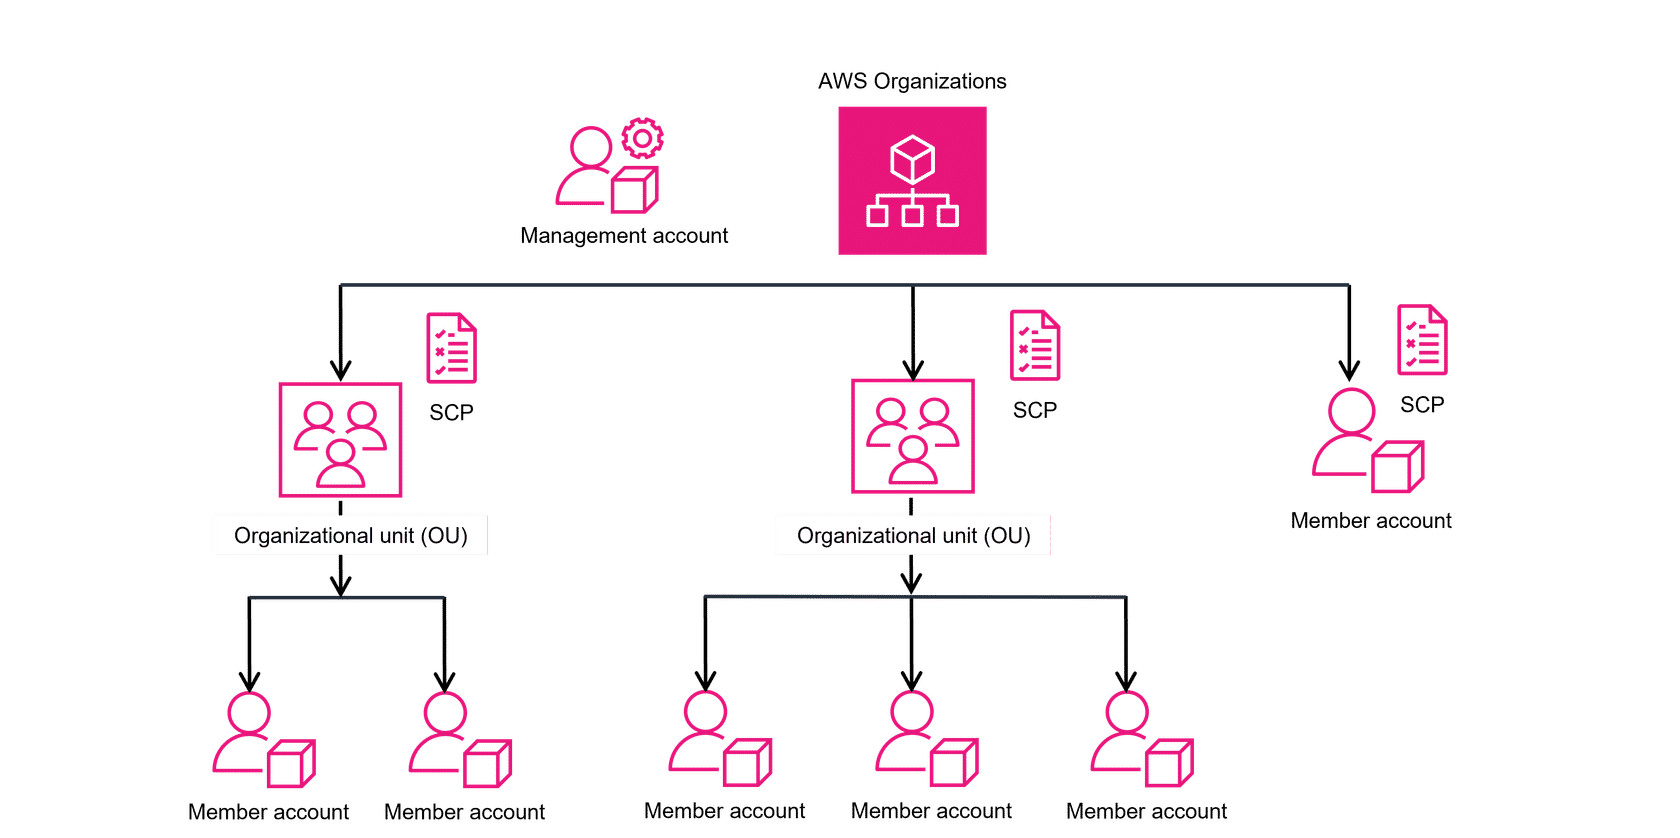 AWS Organizations
Management account
SCP
SCP
SCP
Organizational unit (OU)
Organizational unit (OU)
Member account
Member account
Member account
Member account
Member account
Member account